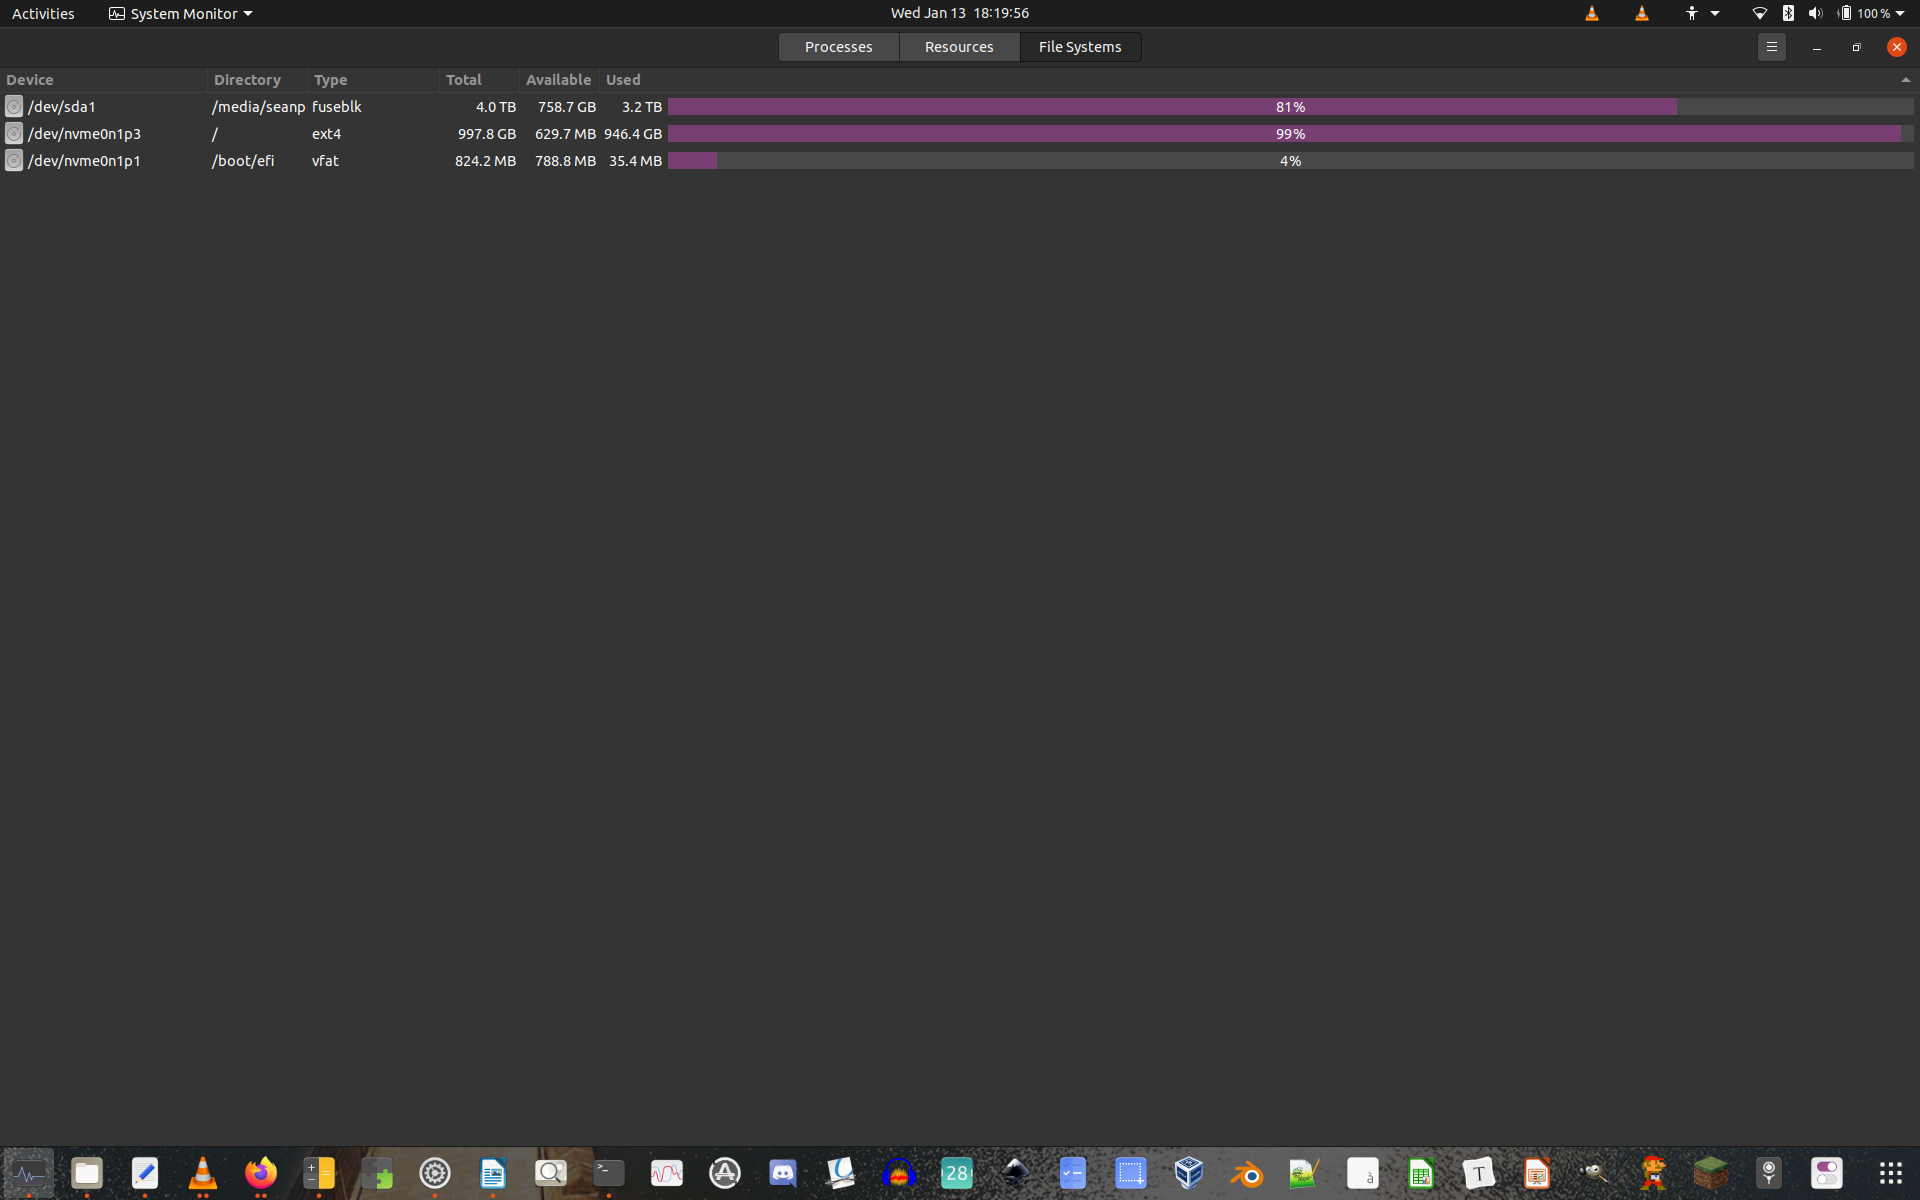 Activities System Monitor Wed Jan 13 18:19:56 100 %
Processes Resources File Systems
Device Directory Type Total Available Used
/dev/sda1 /media/seanp fuseblk 4.0 TB 758.7 GB 3.2 TB 81%
/dev/nvme0n1p3 / ext4 997.8 GB 629.7 MB 946.4 GB 99%
/dev/nvme0n1p1 /boot/efi vfat 824.2 MB 788.8 MB 35.4 MB 4%
28 T à